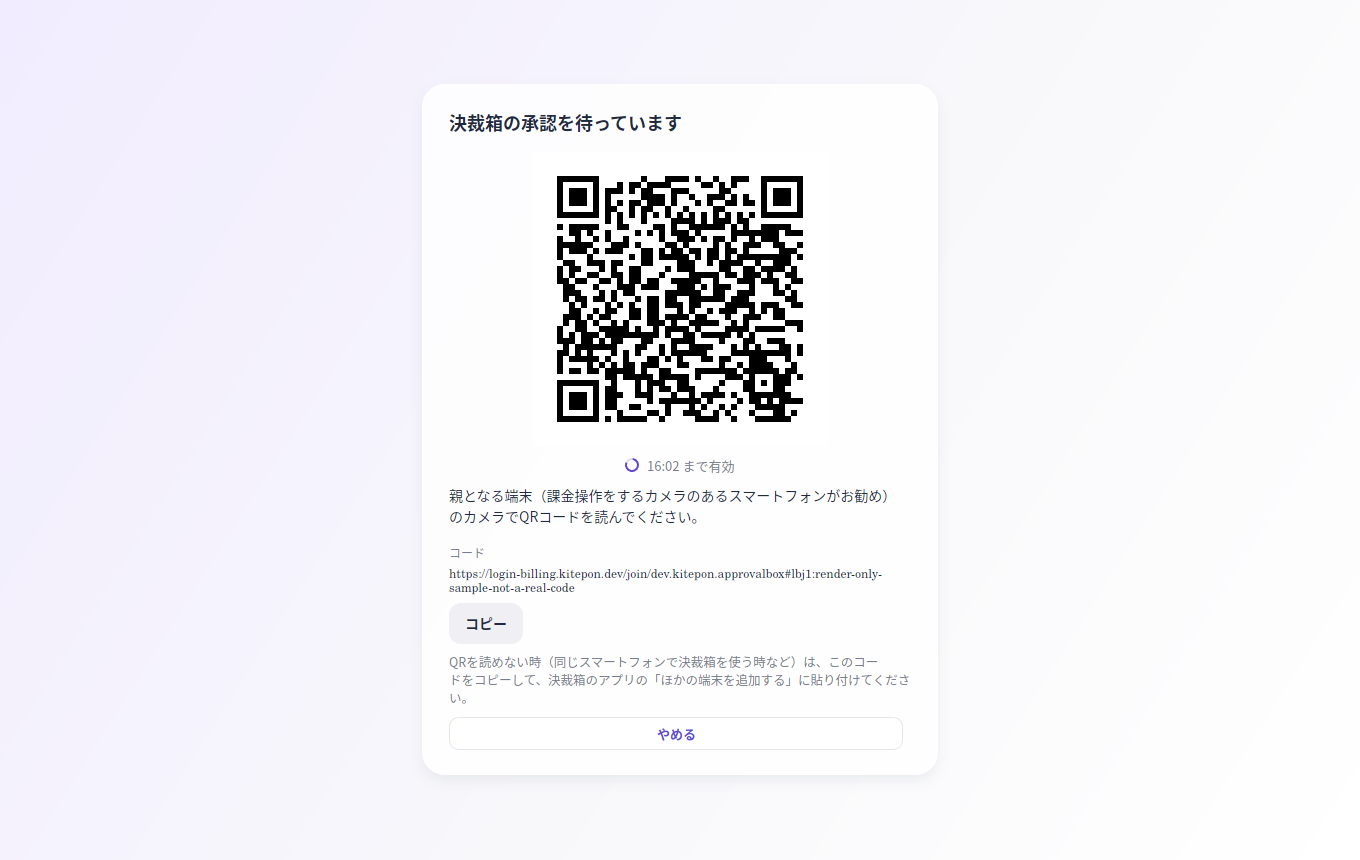 決裁箱の承認を待っています
16:02 まで有効
親となる端末（課金操作をするカメラのあるスマートフォンがお勧め）
のカメラでQRコードを読んでください。
コード
https://login-billing.kitepon.dev/join/dev.kitepon.approvalbox#lbj1:render-only-
sample-not-a-real-code
コピー
QRを読めない時（同じスマートフォンで決裁箱を使う時など）は、このコー
ドをコピーして、決裁箱のアプリの「ほかの端末を追加する」に貼り付けてくださ
い。
やめる